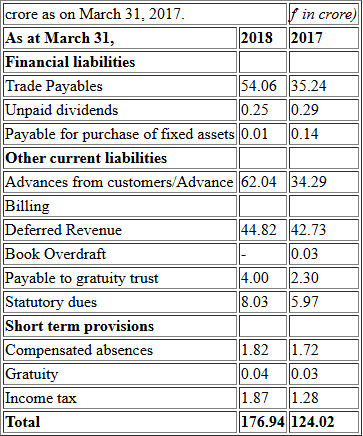 crore as on March 31, 2017. f in crore)
As at March 31, 2018 2017
Financial liabilities
Trade Payables 54.06 35.24
Unpaid dividends 0.25 0.29
Payable for purchase of fixed assets 0.01 0.14
Other current liabilities
Advances from customers/Advance 62.04 34.29
Billing
Deferred Revenue 44.82 42.73
Book Overdraft - 0.03
Payable to gratuity trust 4.00 2.30
Statutory dues 8.03 5.97
Short term provisions
Compensated absences 1.82 1.72
Gratuity 0.04 0.03
Income tax 1.87 1.28
Total 176.94 124.02